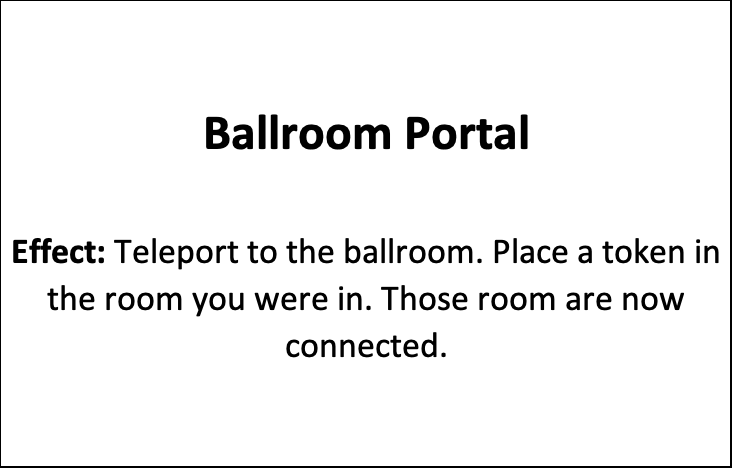 Ballroom Portal
Effect: Teleport to the ballroom. Place a token in
the room you were in. Those room are now
connected.